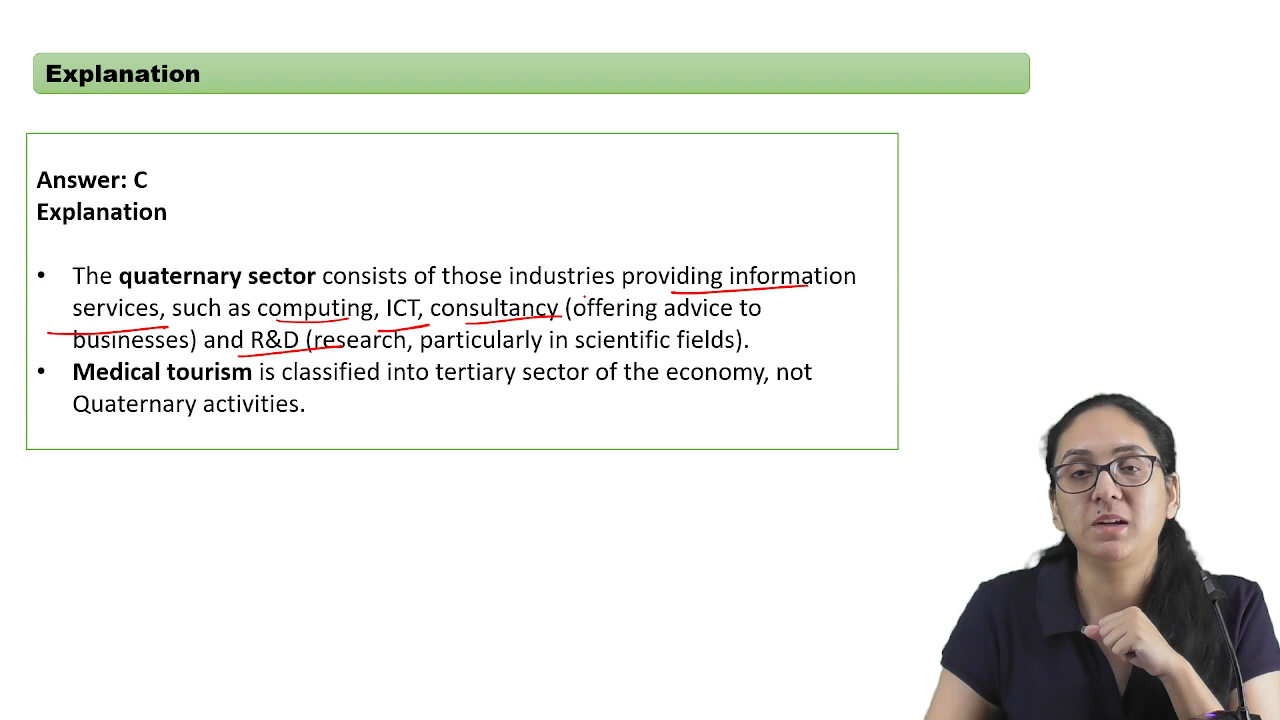 Explanation
Answer: C
Explanation
• The quaternary sector consists of those industries providing information
services, such as computing, ICT, consultancy (offering advice to
businesses) and R&D (research, particularly in scientific fields).
• Medical tourism is classified into tertiary sector of the economy, not
Quaternary activities.